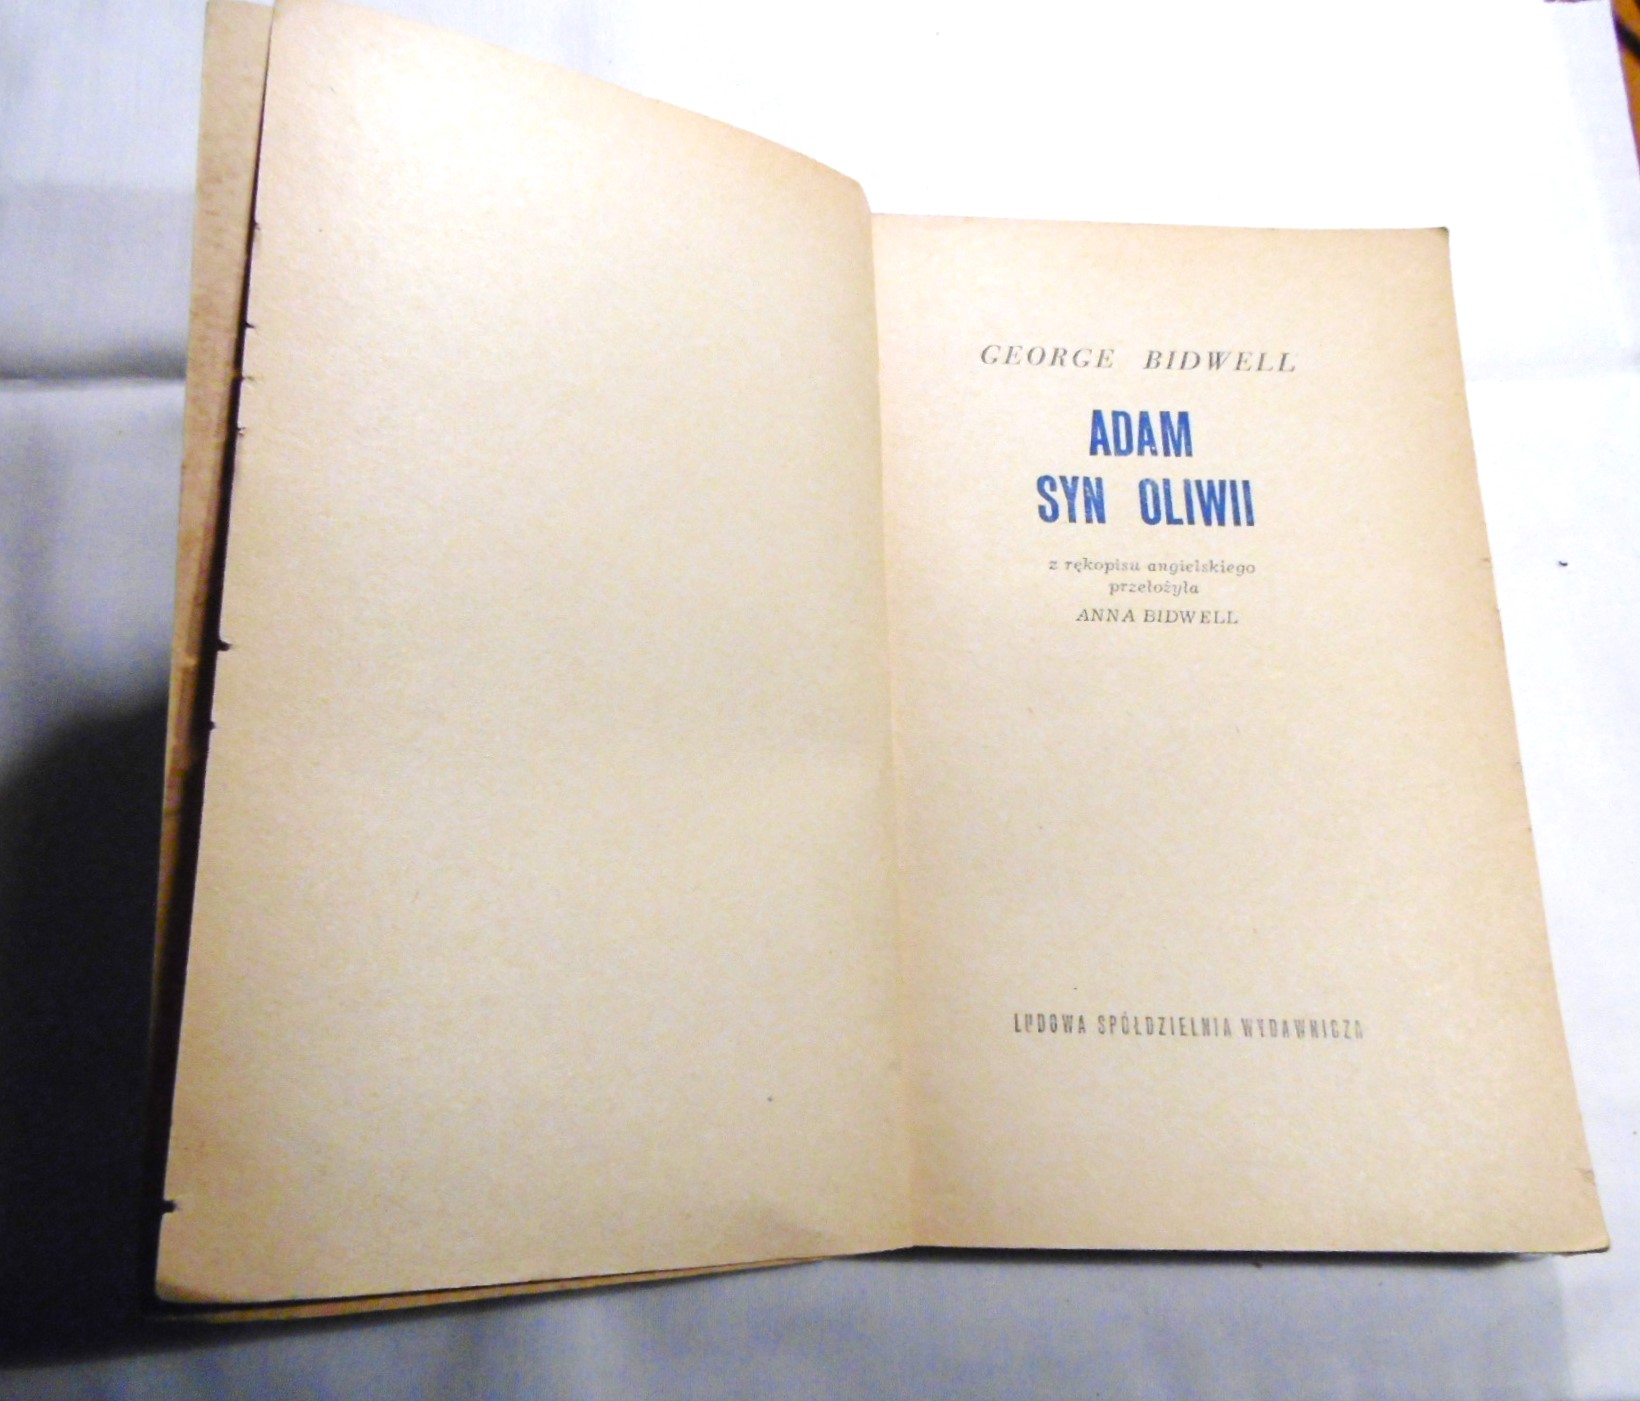 GEORGE BIDWELL
ADAM
SYN OLIWII
z rękopisu angielskiego
przełożyła
ANNA BIDWELL
LUDOWA SPÓŁDZIELNIA WYDAWNICZA